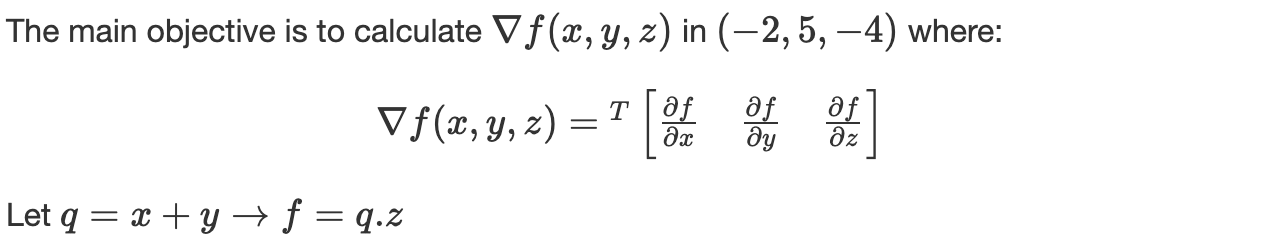 The main objective is to calculate ∇f(x, y, z) in (−2, 5, −4) where:
∇f(x, y, z) = ᵀ[∂f/∂x ∂f/∂y ∂f/∂z]
Let q = x + y → f = q.z